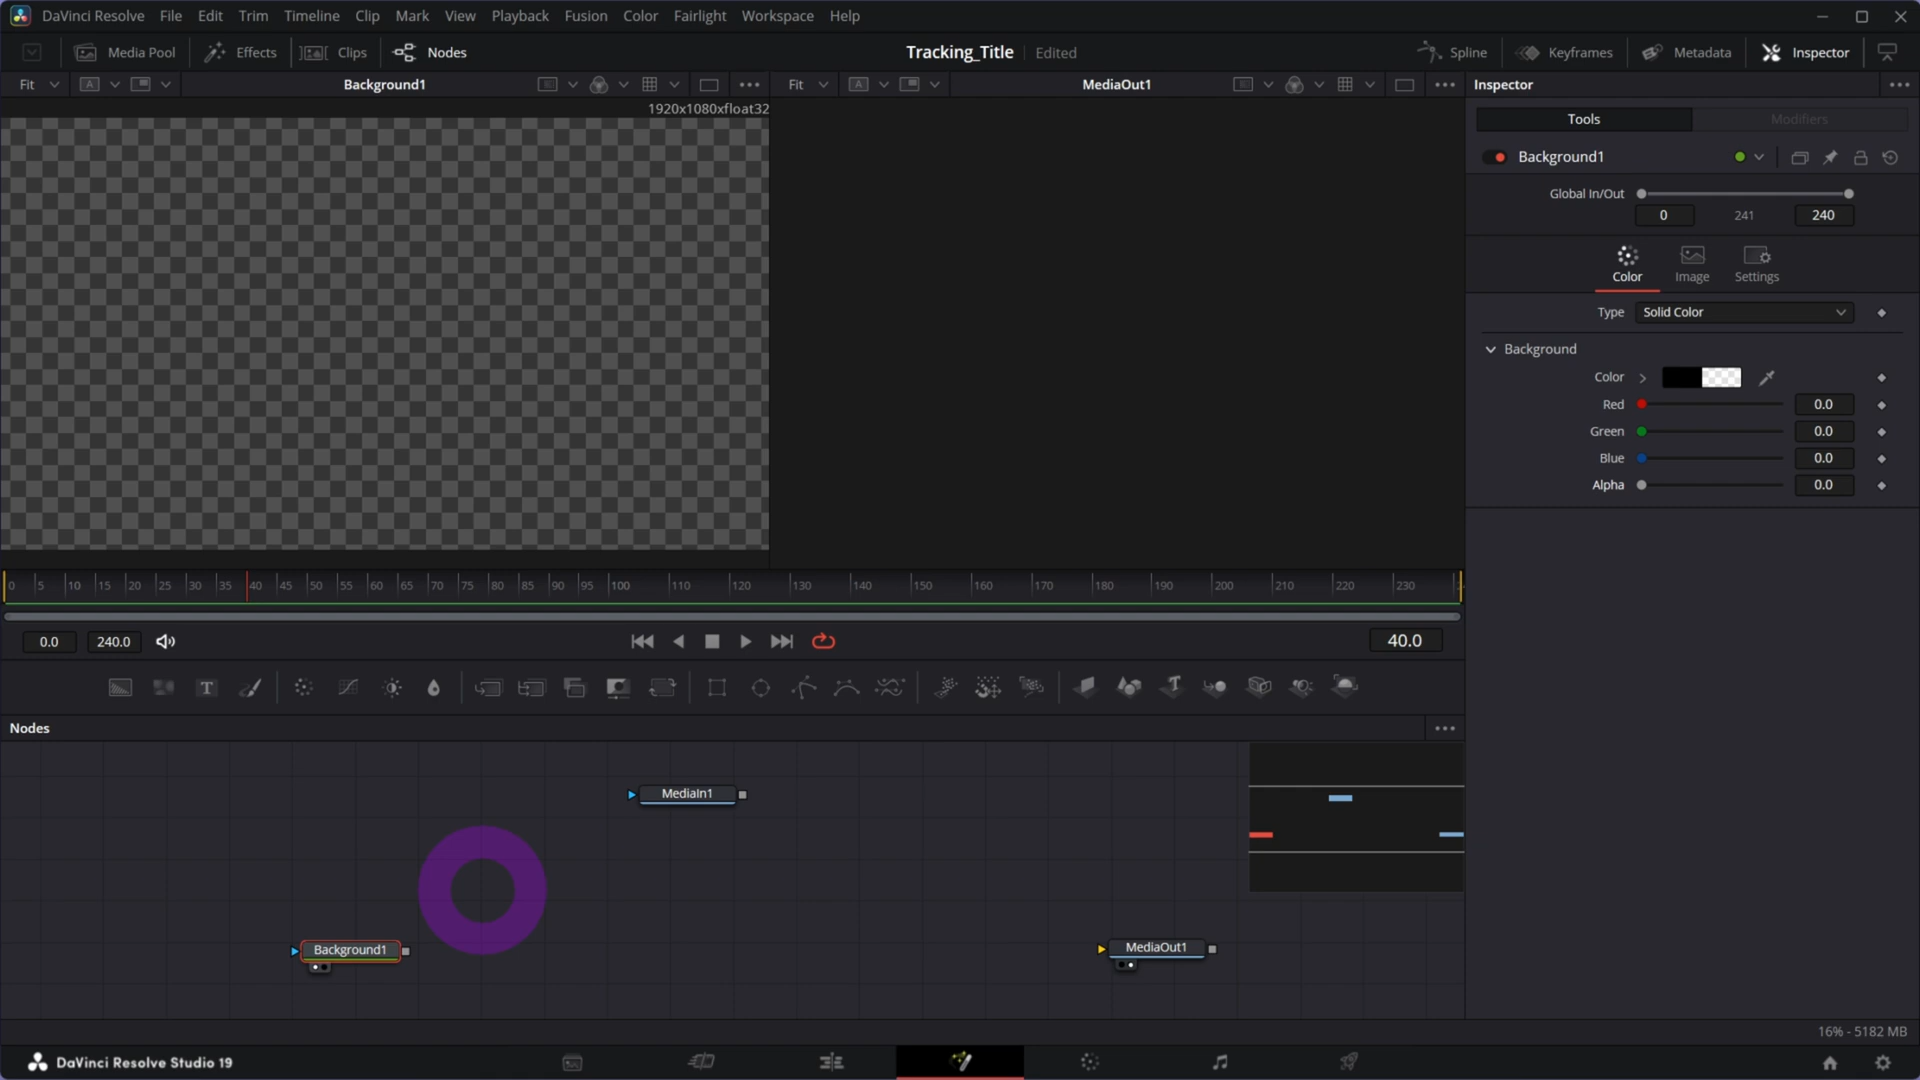 DaVinci Resolve File Edit Trim Timeline Clip Mark View Playback Fusion Color Fairlight Workspace Help
Media Pool Effects Clips Nodes Tracking_Title Edited Spline Keyframes Metadata Inspector
Fit A Background1 Fit A MediaOut1 Inspector
1920x1080xfloat32
Tools Modifiers
Background1
Global In/Out
0 241 240
Color Image Settings
Type Solid Color
Background
Color
Red 0.0
Green 0.0
Blue 0.0
Alpha 0.0
0 5 10 15 20 25 30 35 40 45 50 55 60 65 70 75 80 85 90 95 100 110 120 130 140 150 160 170 180 190 200 210 220 230
0.0 240.0 40.0
T T
Nodes
MediaIn1
Background1
MediaOut1
16% - 5182 MB
DaVinci Resolve Studio 19